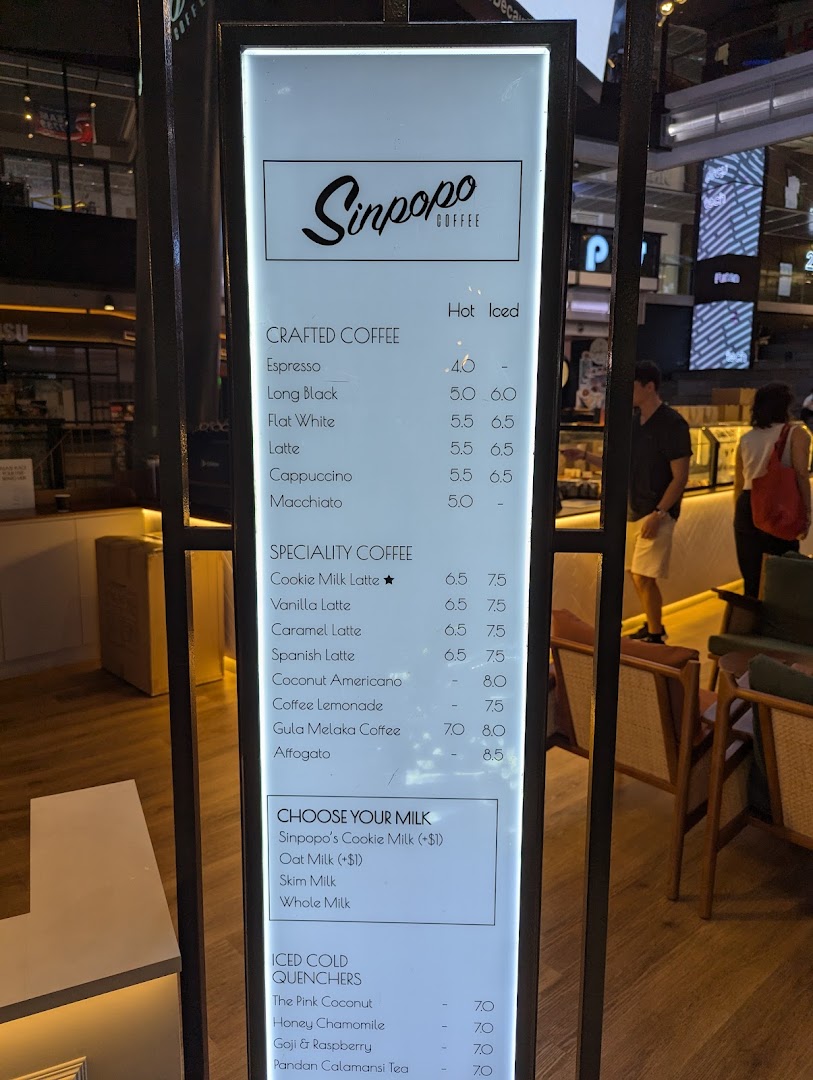 Sinpopo
COFFEE
Hot Iced
CRAFTED COFFEE
Espresso 4.0 -
Long Black 5.0 6.0
Flat White 5.5 6.5
Latte 5.5 6.5
Cappuccino 5.5 6.5
Macchiato 5.0 -
SPECIALITY COFFEE
Cookie Milk Latte ★ 6.5 7.5
Vanilla Latte 6.5 7.5
Caramel Latte 6.5 7.5
Spanish Latte 6.5 7.5
Coconut Americano - 8.0
Coffee Lemonade - 7.5
Gula Melaka Coffee 7.0 8.0
Affogato - 8.5
CHOOSE YOUR MILK
Sinpopo's Cookie Milk (+$1)
Oat Milk (+$1)
Skim Milk
Whole Milk
ICED COLD
QUENCHERS
The Pink Coconut - 7.0
Honey Chamomile - 7.0
Goji & Raspberry - 7.0
Pandan Calamansi Tea - 7.0